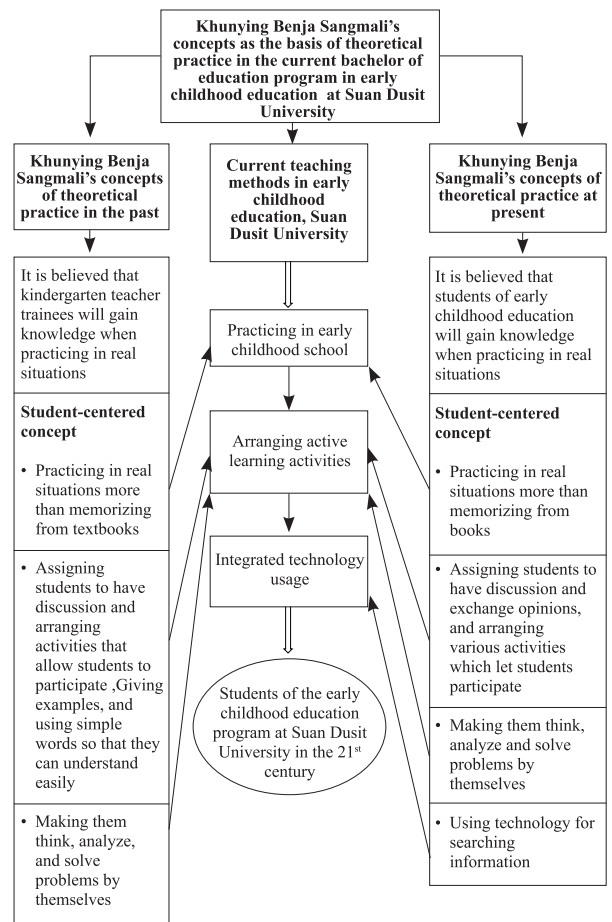 Khunying Benja Sangmali's
concepts as the basis of theoretical
practice in the current bachelor of
education program in early
childhood education at Suan Dusit
University
Khunying Benja
Sangmali's concepts
of theoretical
practice in the past
It is believed that
kindergarten teacher
trainees will gain
knowledge when
practicing in real
situations
Student-centered
concept
• Practicing in real
situations more
than memorizing
from textbooks
• Assigning
students to have
discussion and
arranging
activities that
allow students to
participate ,Giving
examples, and
using simple
words so that they
can understand
easily
• Making them
think, analyze,
and solve
problems by
themselves
Current teaching
methods in early
childhood
education, Suan
Dusit University
Practicing in early
childhood school
Arranging active
learning activities
Integrated technology
usage
Students of the early
childhood education
program at Suan Dusit
University in the 21st
century
Khunying Benja
Sangmali's concepts of
theoretical practice at
present
It is believed that
students of early
childhood education
will gain knowledge
when practicing in real
situations
Student-centered
concept
• Practicing in real
situations more than
memorizing from
books
• Assigning students to
have discussion and
exchange opinions,
and arranging
various activities
which let students
participate
• Making them think,
analyze and solve
problems by
themselves
• Using technology for
searching
information